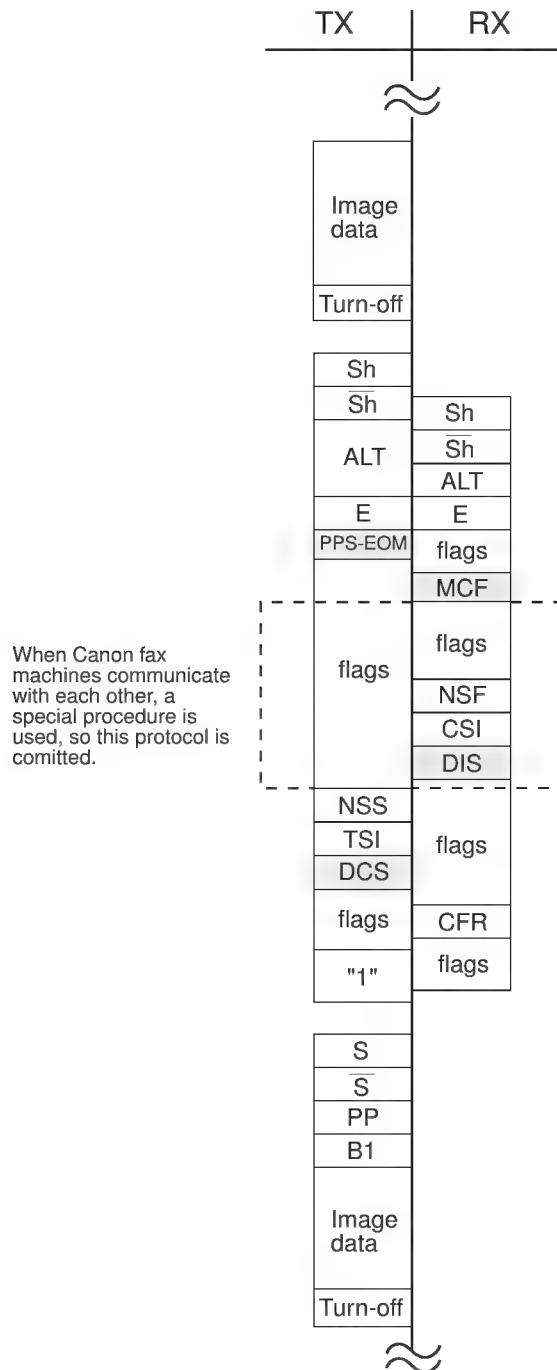 TX
RX
Image
data
Turn-off
Sh
S̅h̅
ALT
E
PPS-EOM
Sh
S̅h̅
ALT
E
flags
MCF
When Canon fax
machines communicate
with each other, a
special procedure is
used, so this protocol is
comitted.
flags
flags
NSF
CSI
DIS
NSS
TSI
DCS
flags
"1"
flags
CFR
flags
S
S̅
PP
B1
Image
data
Turn-off